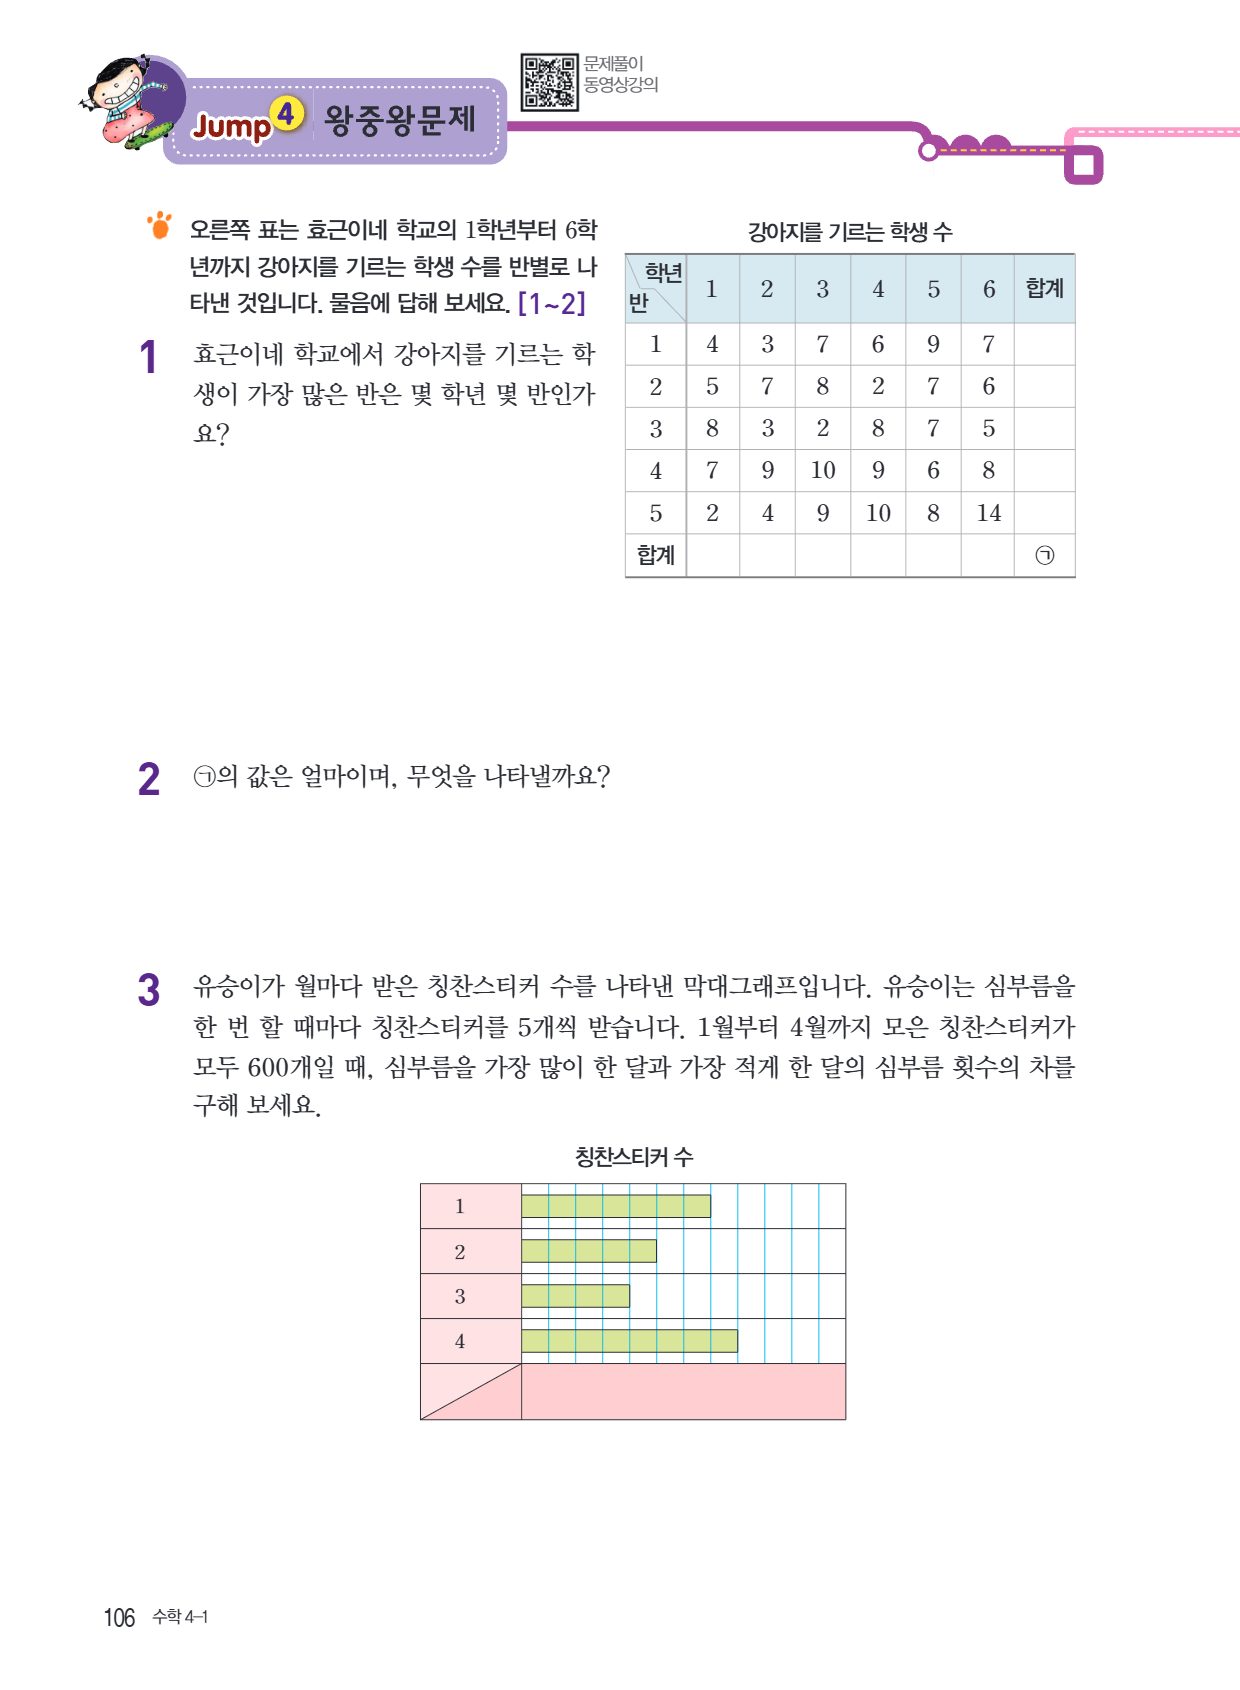 Jump 4 왕중왕문제
문제풀이
동영상강의
오른쪽 표는 효근이네 학교의 1학년부터 6학
년까지 강아지를 기르는 학생 수를 반별로 나
타낸 것입니다. 물음에 답해 보세요. [1~2]
1 효근이네 학교에서 강아지를 기르는 학
생이 가장 많은 반은 몇 학년 몇 반인가
요?
강아지를 기르는 학생 수
학년
반 1 2 3 4 5 6 합계
1 4 3 7 6 9 7
2 5 7 8 2 7 6
3 8 3 2 8 7 5
4 7 9 10 9 6 8
5 2 4 9 10 8 14
합계 ㉠
2 ㉠의 값은 얼마이며, 무엇을 나타낼까요?
3 유승이가 월마다 받은 칭찬스티커 수를 나타낸 막대그래프입니다. 유승이는 심부름을
한 번 할 때마다 칭찬스티커를 5개씩 받습니다. 1월부터 4월까지 모은 칭찬스티커가
모두 600개일 때, 심부름을 가장 많이 한 달과 가장 적게 한 달의 심부름 횟수의 차를
구해 보세요.
칭찬스티커 수
1
2
3
4
106 수학 4-1